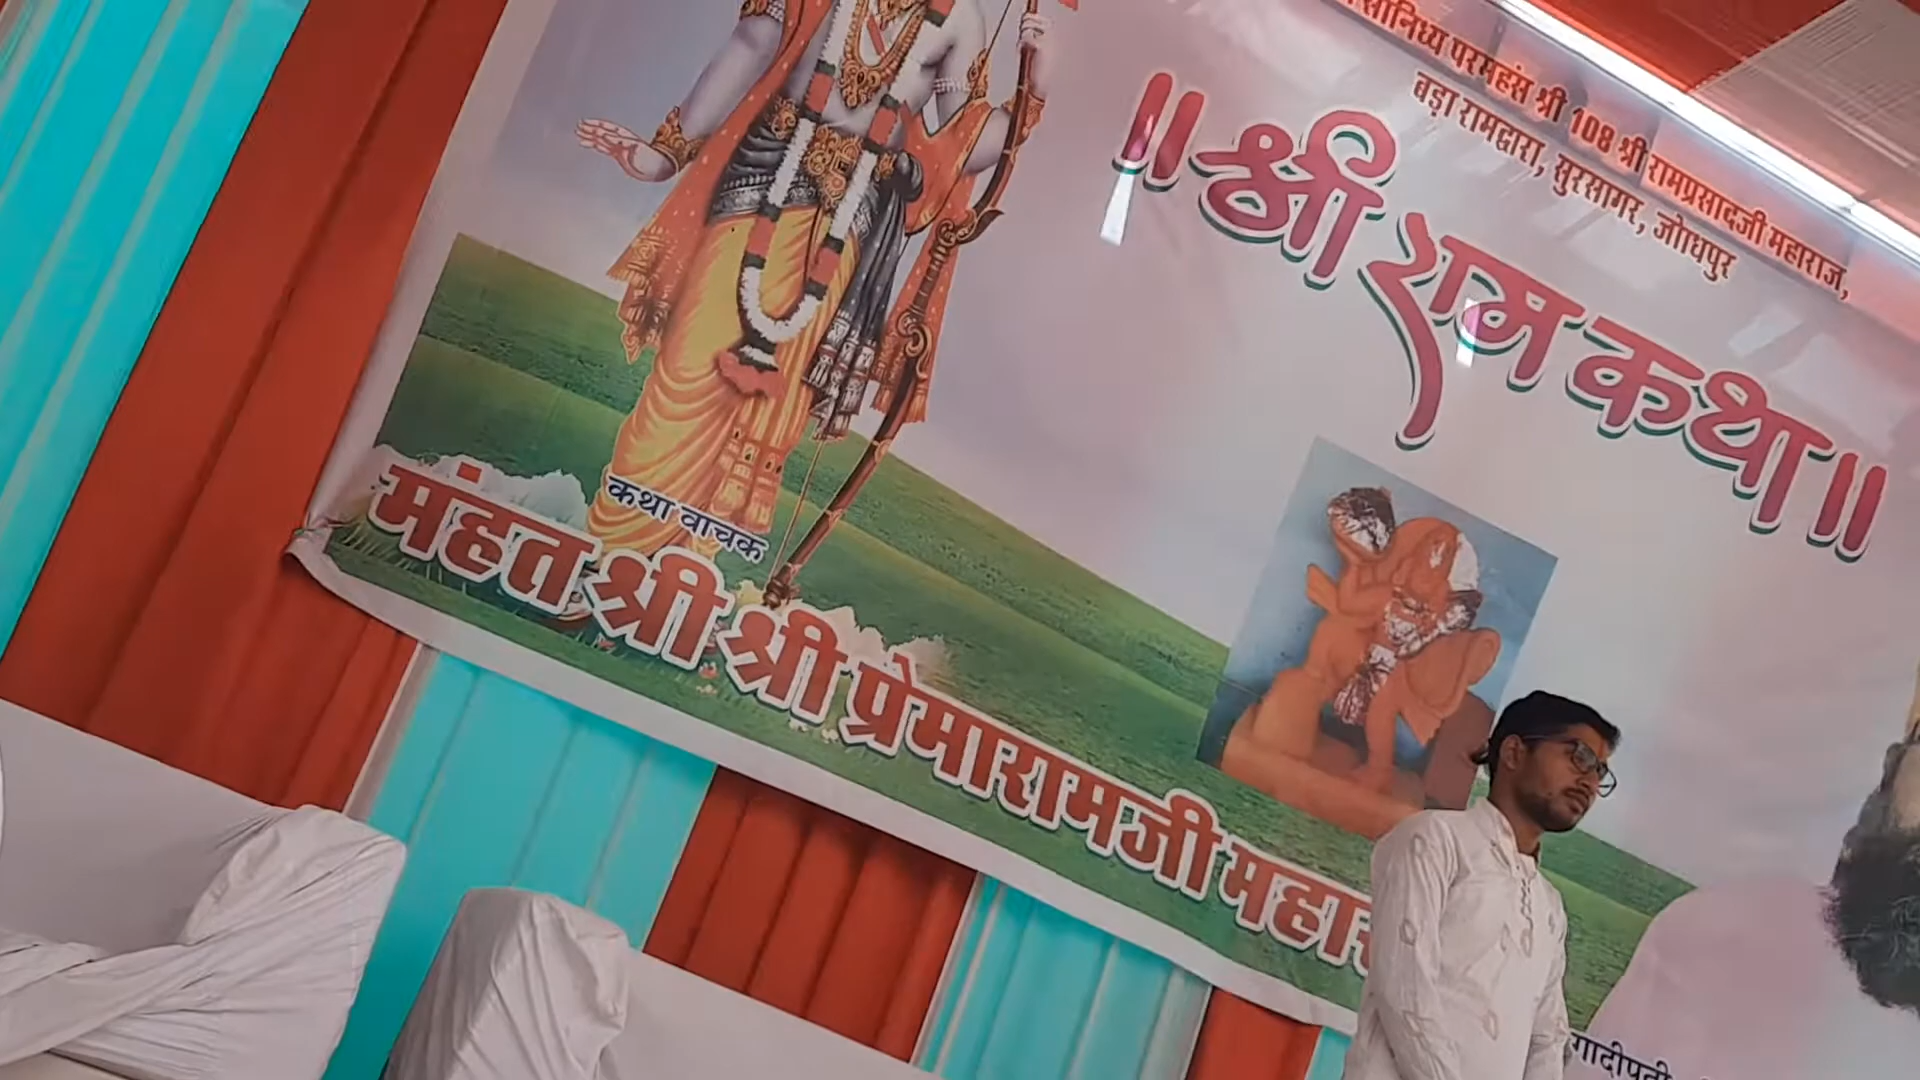 सानिध्य परमहंस श्री 108 श्री रामप्रसादजी महाराज,
बड़ा रामद्वारा, सुरसागर, जोाधपुर
॥ श्री राम कथा ॥
कथा वाचक
मंहत श्री श्री प्रेमारामजी